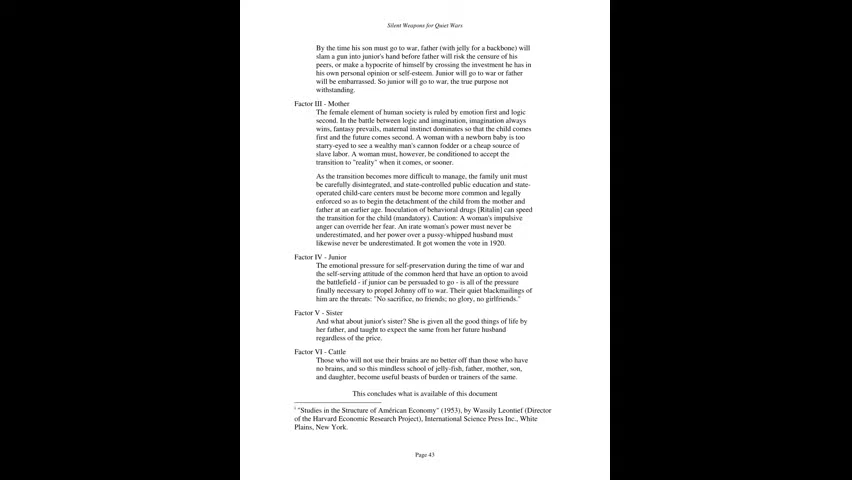 Silent Weapons for Quiet Wars
By the time his son must go to war, father (with jelly for a backbone) will
slam a gun into junior's hand before father will risk the censure of his
peers, or make a hypocrite of himself by crossing the investment he has in
his own personal opinion or self-esteem. Junior will go to war or father
will be embarrassed. So junior will go to war, the true purpose not
withstanding.
Factor III - Mother
The female element of human society is ruled by emotion first and logic
second. In the battle between logic and imagination, imagination always
wins, fantasy prevails, maternal instinct dominates so that the child comes
first and the future comes second. A woman with a newborn baby is too
starry-eyed to see a wealthy man's cannon fodder or a cheap source of
slave labor. A woman must, however, be conditioned to accept the
transition to "reality" when it comes, or sooner.
As the transition becomes more difficult to manage, the family unit must
be carefully disintegrated, and state-controlled public education and state-
operated child-care centers must be become more common and legally
enforced so as to begin the detachment of the child from the mother and
father at an earlier age. Inoculation of behavioral drugs [Ritalin] can speed
the transition for the child (mandatory). Caution: A woman's impulsive
anger can override her fear. An irate woman's power must never be
underestimated, and her power over a pussy-whipped husband must
likewise never be underestimated. It got women the vote in 1920.
Factor IV - Junior
The emotional pressure for self-preservation during the time of war and
the self-serving attitude of the common herd that have an option to avoid
the battlefield - if junior can be persuaded to go - is all of the pressure
finally necessary to propel Johnny off to war. Their quiet blackmailings of
him are the threats: "No sacrifice, no friends; no glory, no girlfriends."
Factor V - Sister
And what about junior's sister? She is given all the good things of life by
her father, and taught to expect the same from her future husband
regardless of the price.
Factor VI - Cattle
Those who will not use their brains are no better off than those who have
no brains, and so this mindless school of jelly-fish, father, mother, son,
and daughter, become useful beasts of burden or trainers of the same.
This concludes what is available of this document
"Studies in the Structure of Américan Economy" (1953), by Wassily Leontief (Director
of the Harvard Economic Research Project), International Science Press Inc., White
Plains, New York.
Page 43